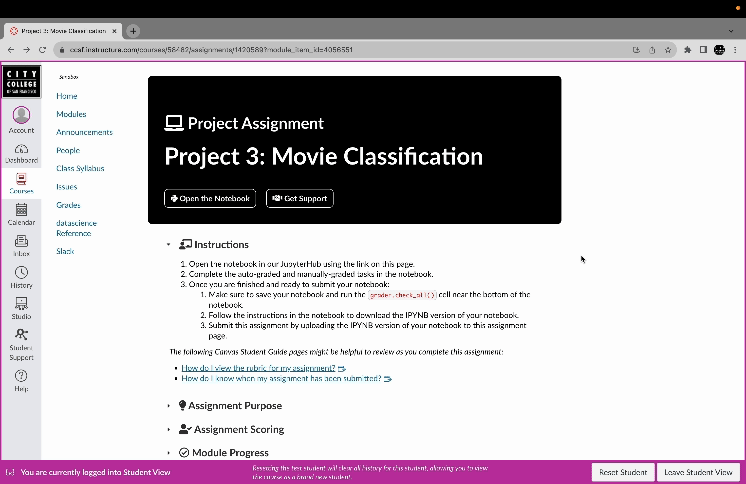 Project 3: Movie Classification
ccsf.instructure.com/courses/56462/assignments/1420589?module_item_id=4056551
CITY
COLLEGE
OF SAN FRANCISCO
Account
Dashboard
Courses
Calendar
Inbox
History
Studio
Student
Support
Help
Home
Modules
Announcements
People
Class Syllabus
Issues
Grades
datascience
Reference
Slack
Project Assignment
Project 3: Movie Classification
Open the Notebook
Get Support
Instructions
1. Open the notebook in our JupyterHub using the link on this page.
2. Complete the auto-graded and manually-graded tasks in the notebook.
3. Once you are finished and ready to submit your notebook:
1. Make sure to save your notebook and run the grader.check_all() cell near the bottom of the
notebook.
2. Follow the instructions in the notebook to download the IPYNB version of your notebook.
3. Submit this assignment by uploading the IPYNB version of your notebook to this assignment
page.
The following Canvas Student Guide pages might be helpful to review as you complete this assignment:
• How do I view the rubric for my assignment?
• How do I know when my assignment has been submitted?
Assignment Purpose
Assignment Scoring
Module Progress
You are currently logged into Student View
Resetting the test student will clear all history for this student, allowing you to view
the course as a brand new student.
Reset Student
Leave Student View